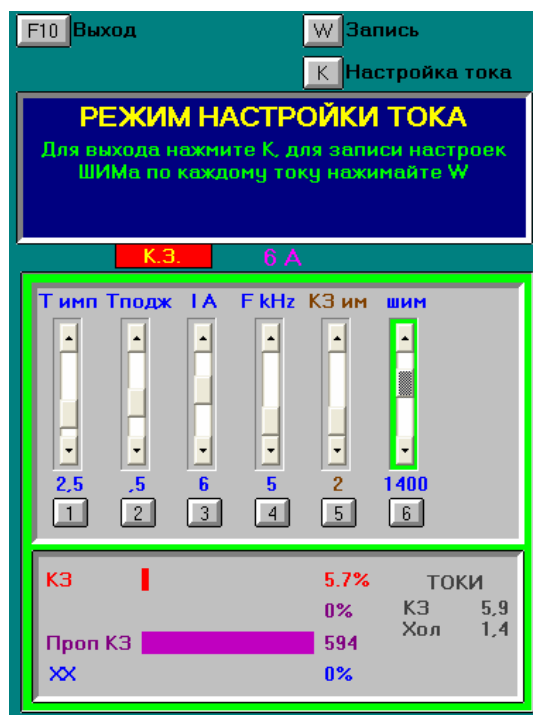 F10 Выход
W Запись
K Настройка тока
РЕЖИМ НАСТРОЙКИ ТОКА
Для выхода нажмите К, для записи настроек
ШИМа по каждому току нажимайте W
К.З. 6 А
Т имп Тподж I A F kHz КЗ им шим
2,5 ,5 6 5 2 1400
1 2 3 4 5 6
КЗ 5.7% ТОКИ
0% КЗ 5,9
Хол 1,4
Проп КЗ 594
XX 0%